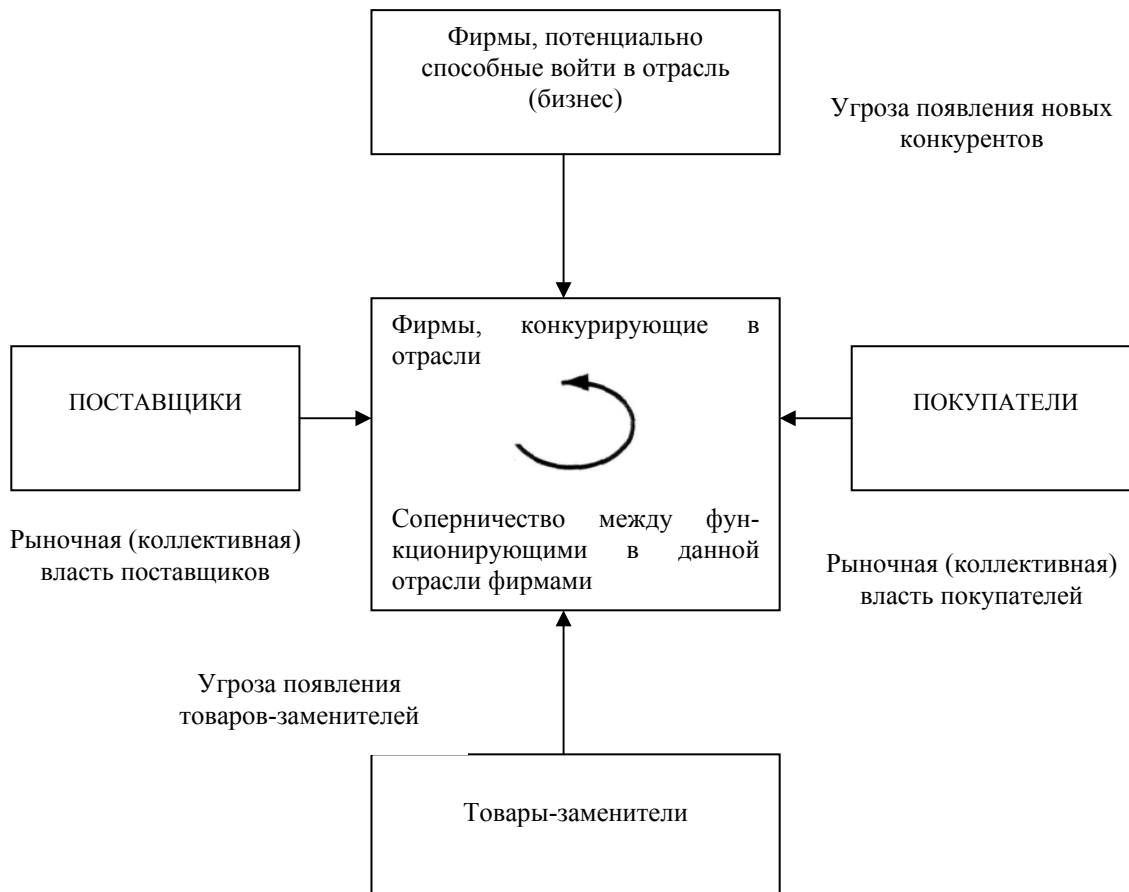 Фирмы, потенциально
способные войти в отрасль
(бизнес)
Угроза появления новых
конкурентов
Фирмы, конкурирующие в
отрасли
ПОСТАВЩИКИ
ПОКУПАТЕЛИ
Соперничество между фун-
кционирующими в данной
отрасли фирмами
Рыночная (коллективная)
власть поставщиков
Рыночная (коллективная)
власть покупателей
Угроза появления
товаров-заменителей
Товары-заменители